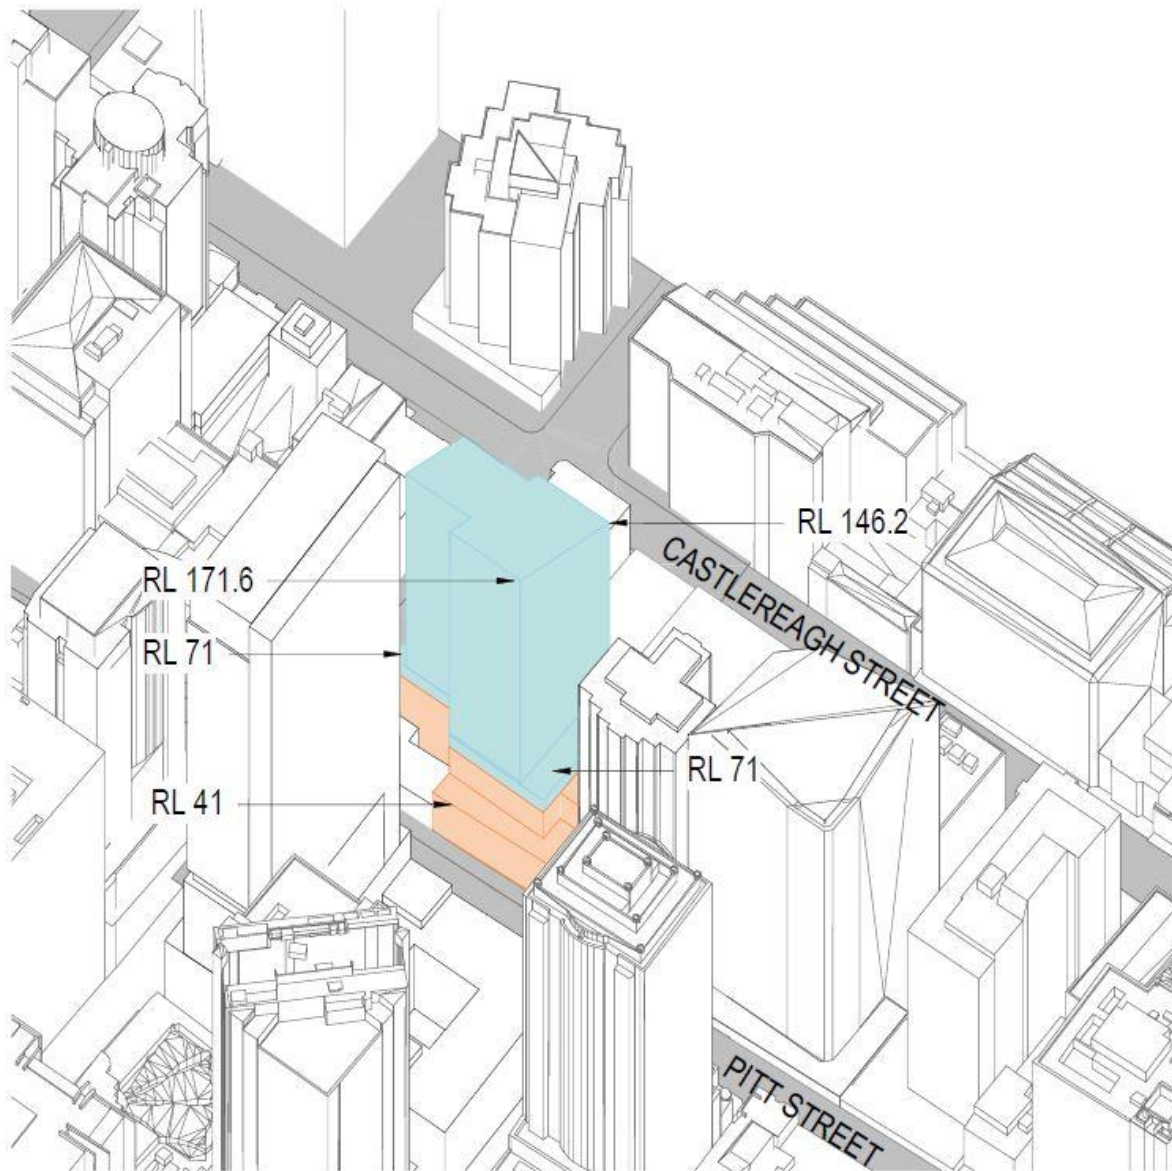 RL 146.2
CASTLEREAGH STREET
RL 171.6
RL 71
RL 71
RL 41
PITT STREET